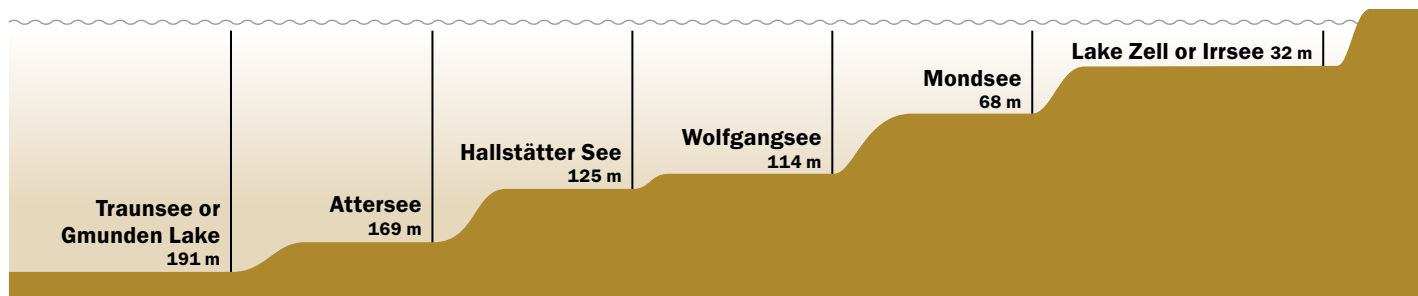 Traunsee or
Gmunden Lake
191 m
Attersee
169 m
Hallstätter See
125 m
Wolfgangsee
114 m
Mondsee
68 m
Lake Zell or Irrsee 32 m